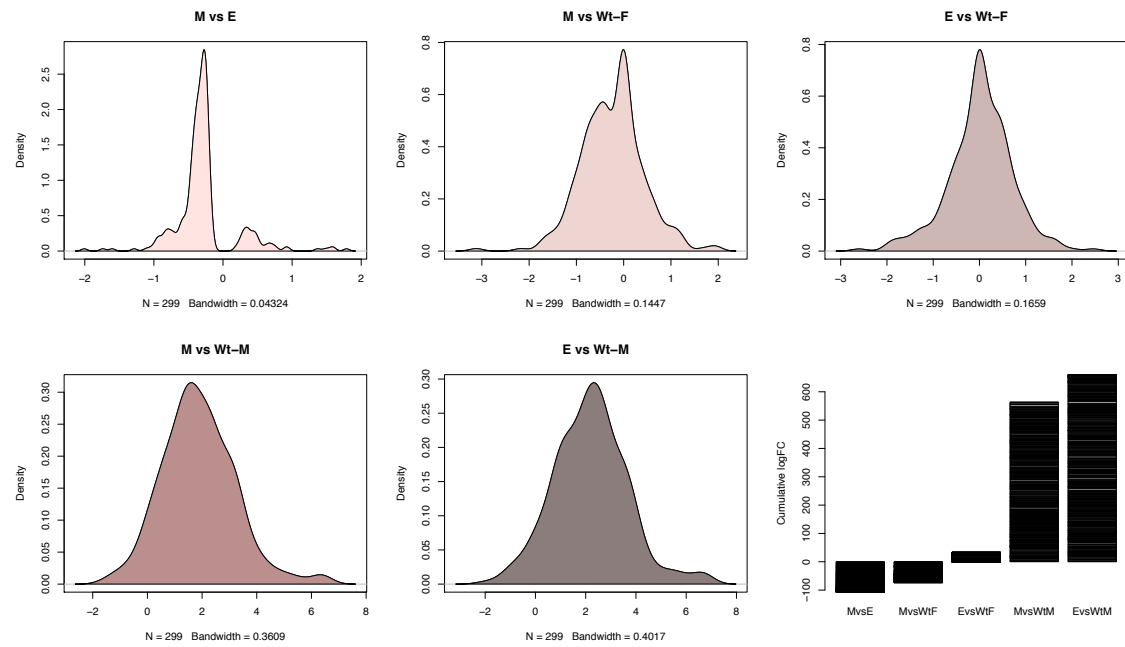 M vs E
Density
0.0 0.5 1.0 1.5 2.0 2.5
−2 −1 0 1 2
N = 299 Bandwidth = 0.04324
M vs Wt−F
Density
0.0 0.2 0.4 0.6 0.8
−3 −2 −1 0 1 2
N = 299 Bandwidth = 0.1447
E vs Wt−F
Density
0.0 0.2 0.4 0.6 0.8
−3 −2 −1 0 1 2 3
N = 299 Bandwidth = 0.1659
M vs Wt−M
Density
0.00 0.05 0.10 0.15 0.20 0.25 0.30
−2 0 2 4 6 8
N = 299 Bandwidth = 0.3609
E vs Wt−M
Density
0.00 0.05 0.10 0.15 0.20 0.25 0.30
−2 0 2 4 6 8
N = 299 Bandwidth = 0.4017
Cumulative logFC
−100 0 100 200 300 400 500 600
MvsE MvsWtF EvsWtF MvsWtM EvsWtM